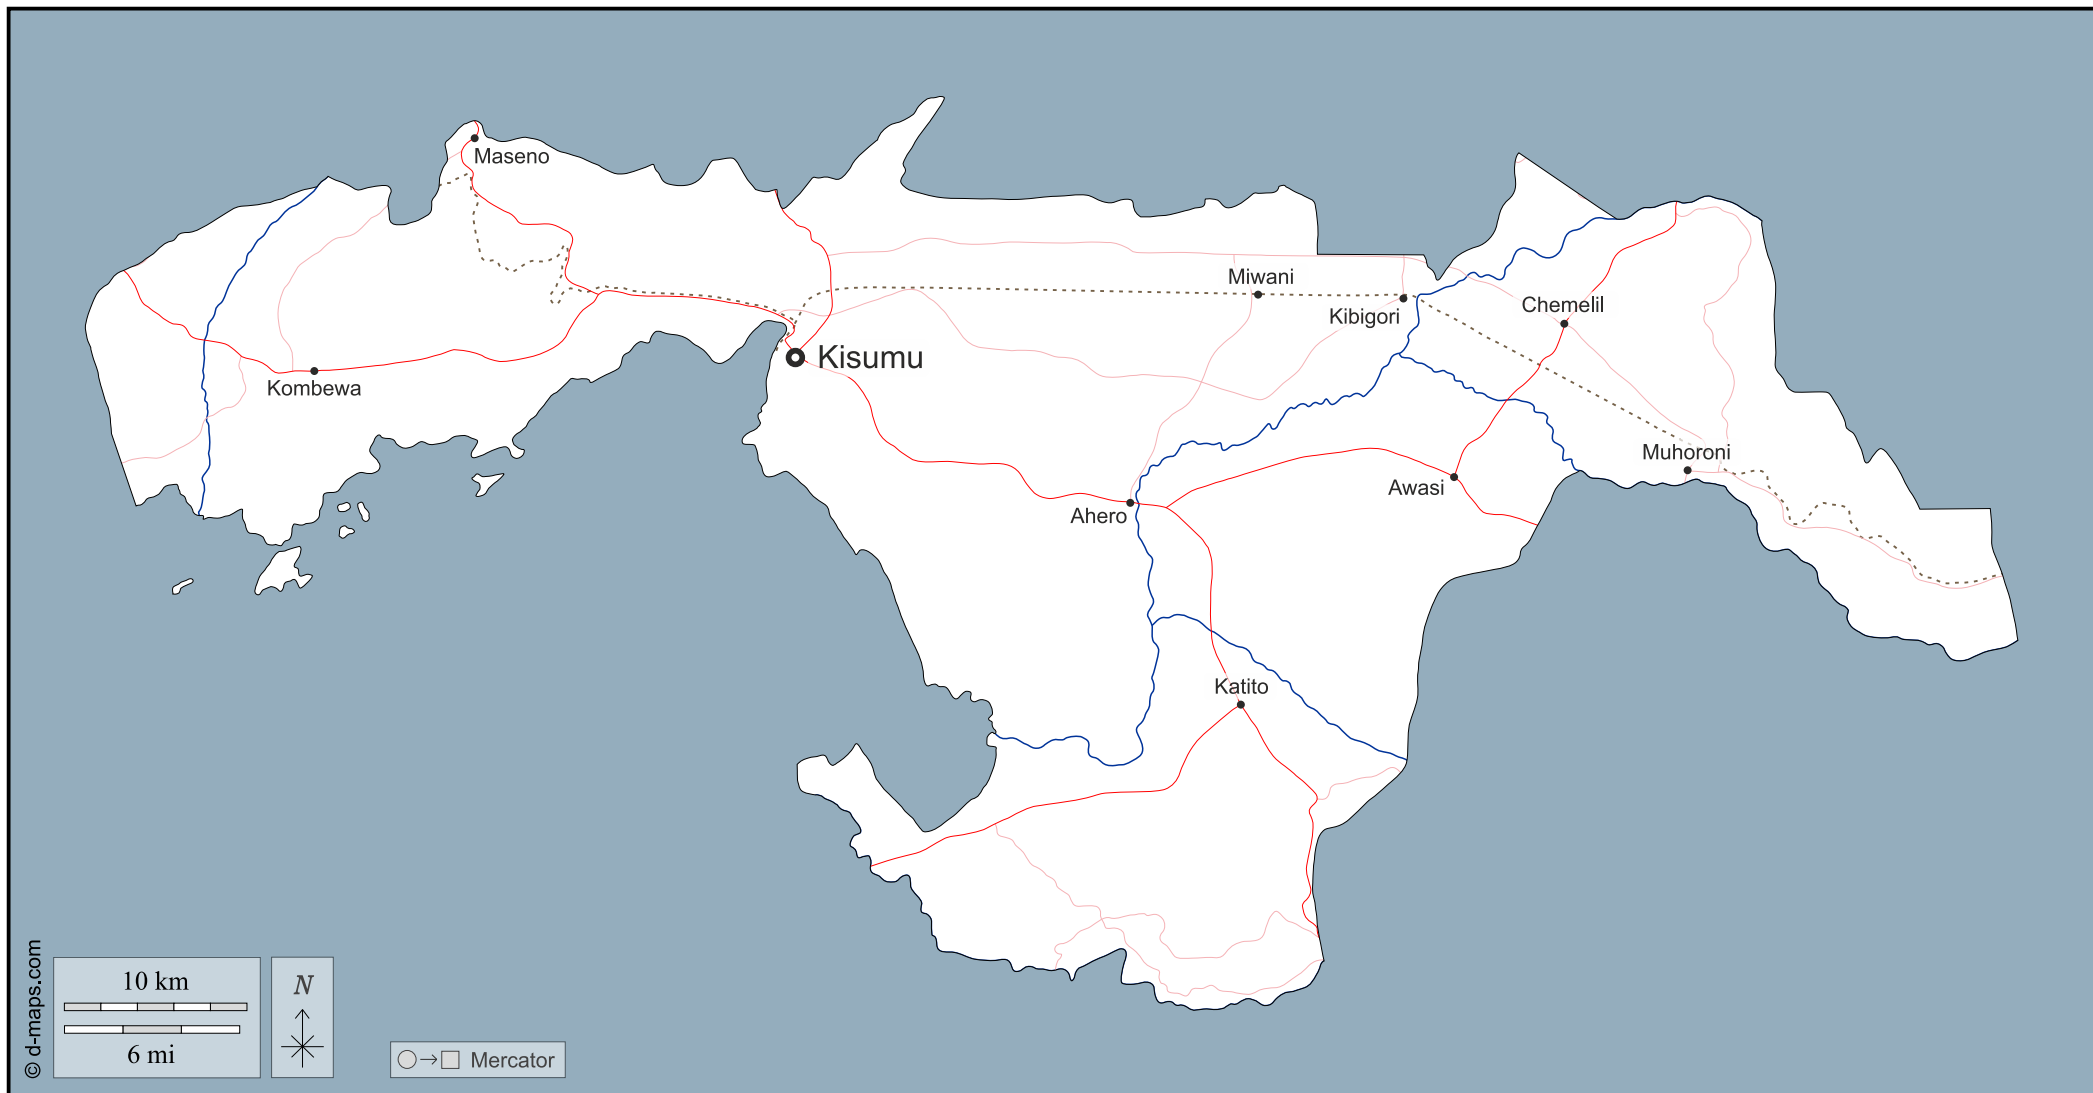 Maseno
Miwani
Chemelil
Kibigori
Kisumu
Kombewa
Muhoroni
Awasi
Ahero
Katito
10 km
6 mi
N
Mercator
© d-maps.com